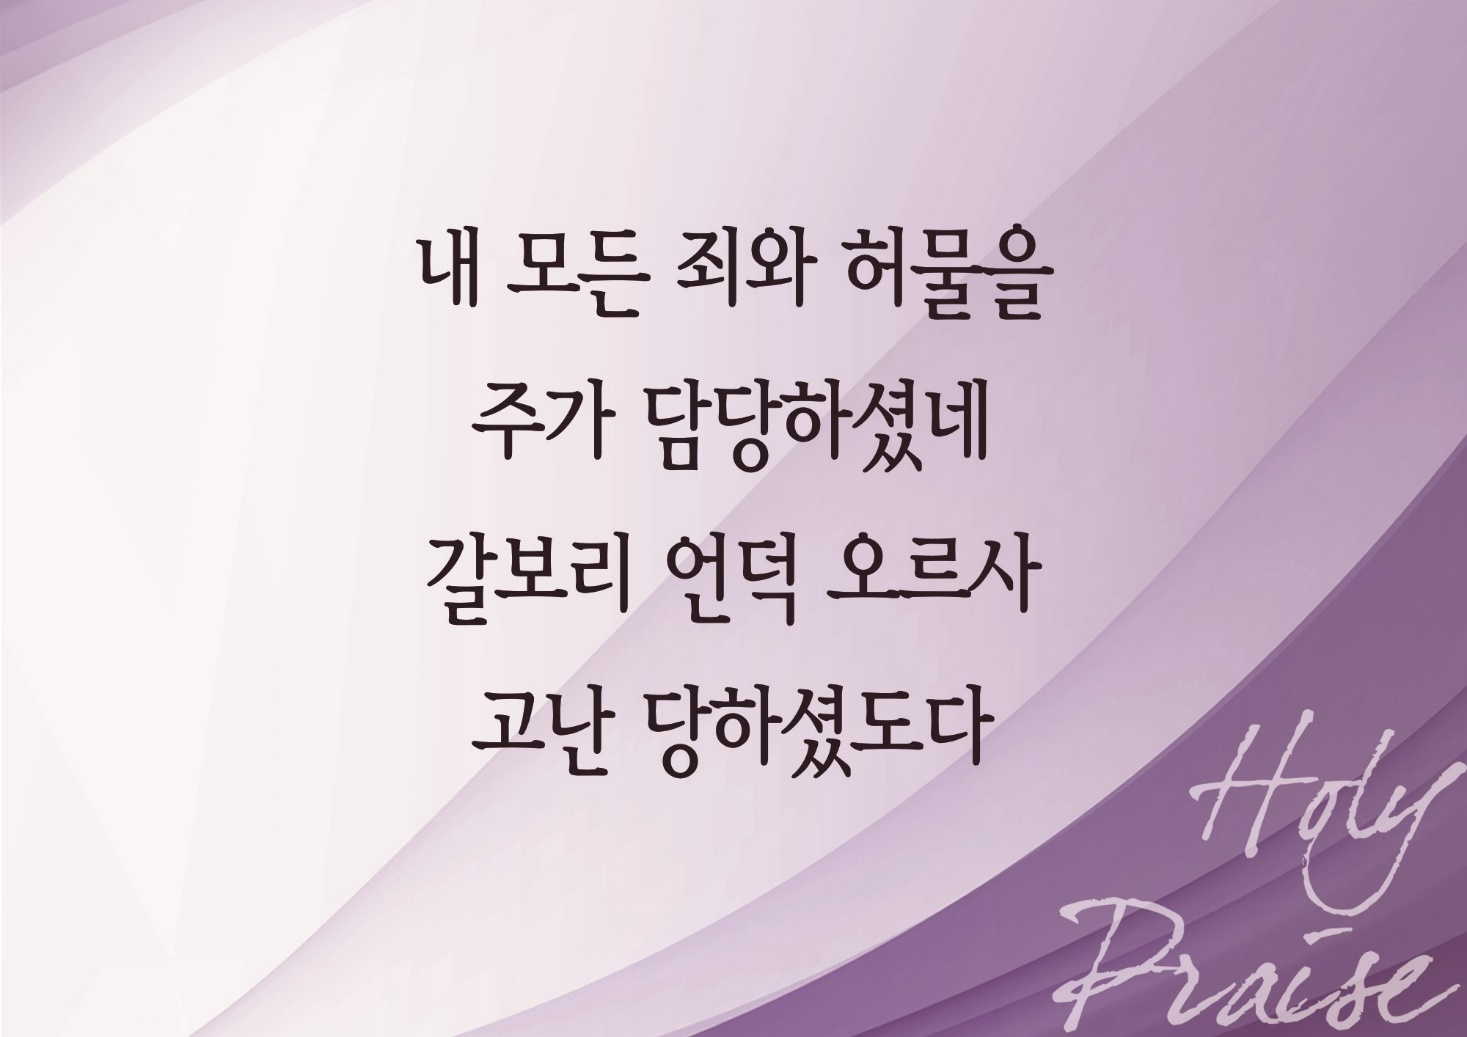 내 모든 죄와 허물을
주가 담당하셨네
갈보리 언덕 오르사
고난 당하셨도다
Holy
Praise